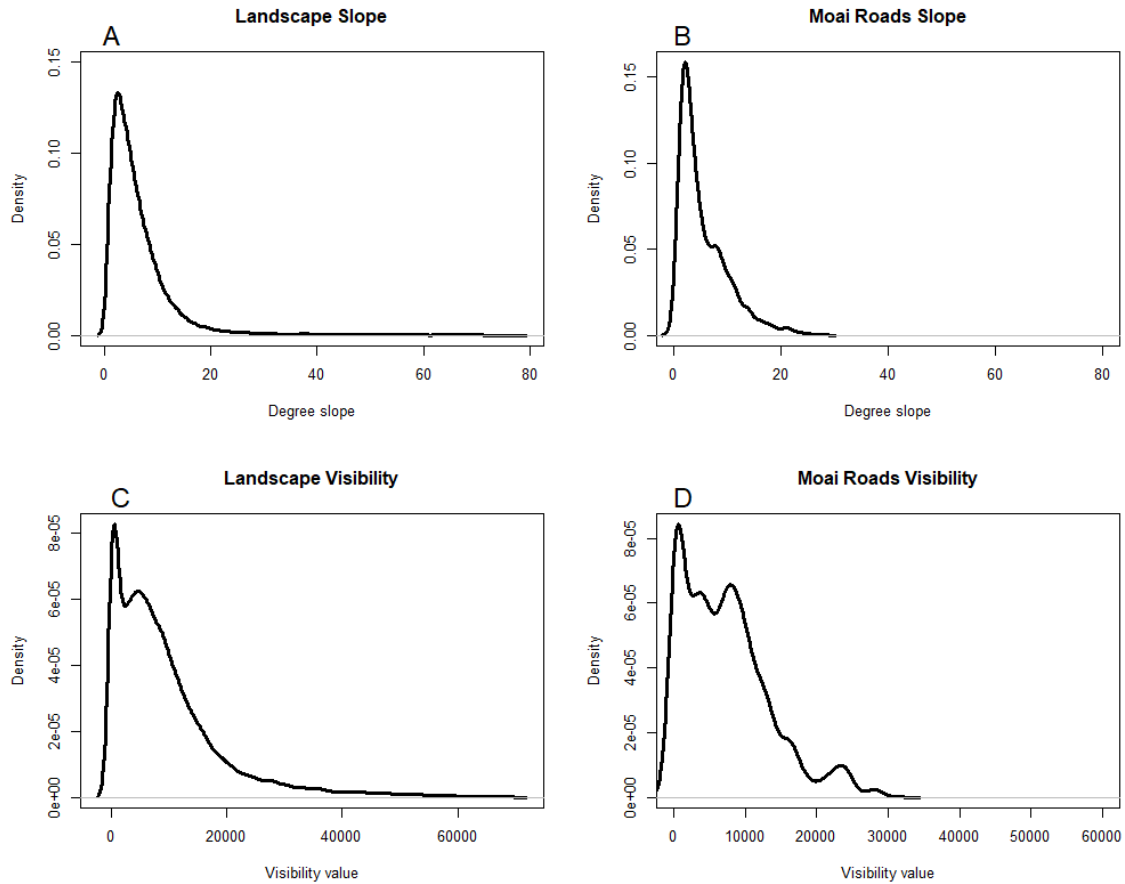 Landscape Slope
A
0.15
0.10
0.05
0.00
Density
0 20 40 60 80
Degree slope
Moai Roads Slope
B
0.15
0.10
0.05
0.00
Density
0 20 40 60 80
Degree slope
Landscape Visibility
C
8e-05
6e-05
4e-05
2e-05
0e+00
Density
0 20000 40000 60000
Visibility value
Moai Roads Visibility
D
8e-05
6e-05
4e-05
2e-05
0e+00
Density
0 10000 20000 30000 40000 50000 60000
Visibility value